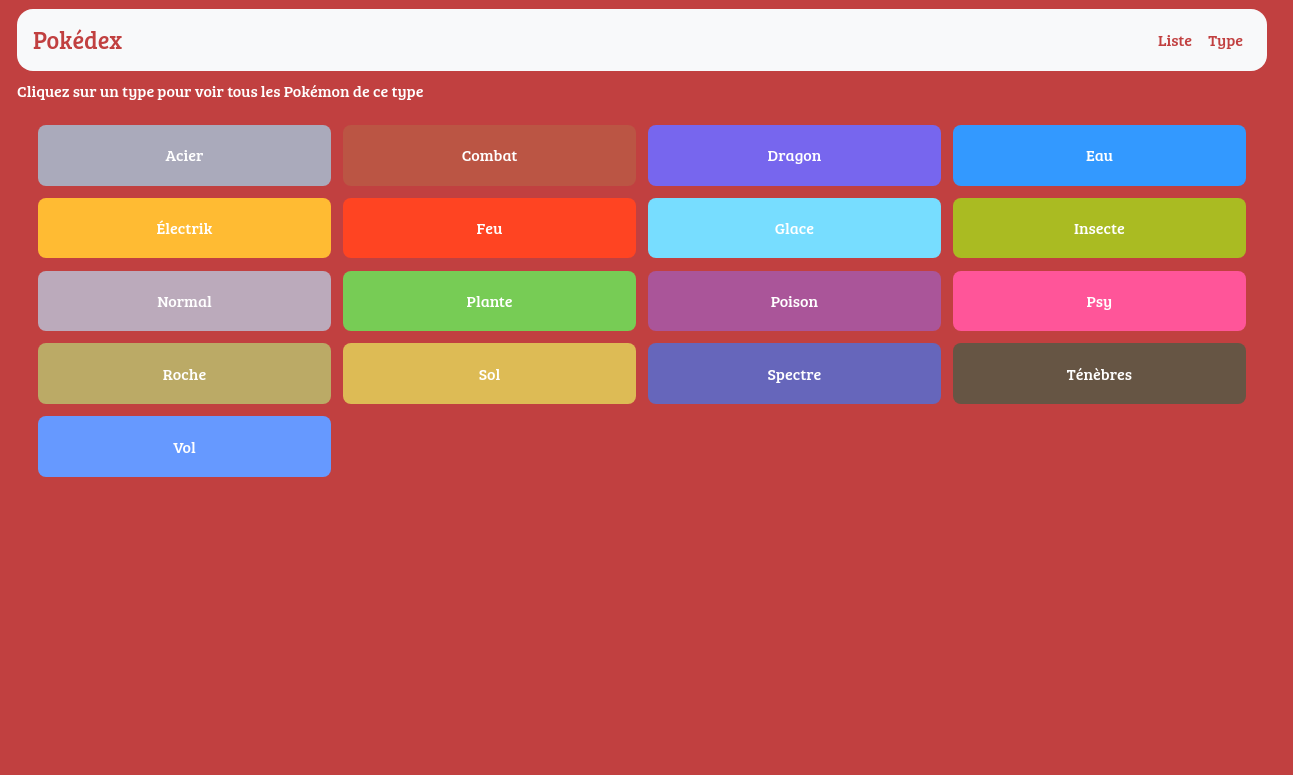 Pokédex
Liste Type
Cliquez sur un type pour voir tous les Pokémon de ce type
Acier Combat Dragon Eau
Électrik Feu Glace Insecte
Normal Plante Poison Psy
Roche Sol Spectre Ténèbres
Vol